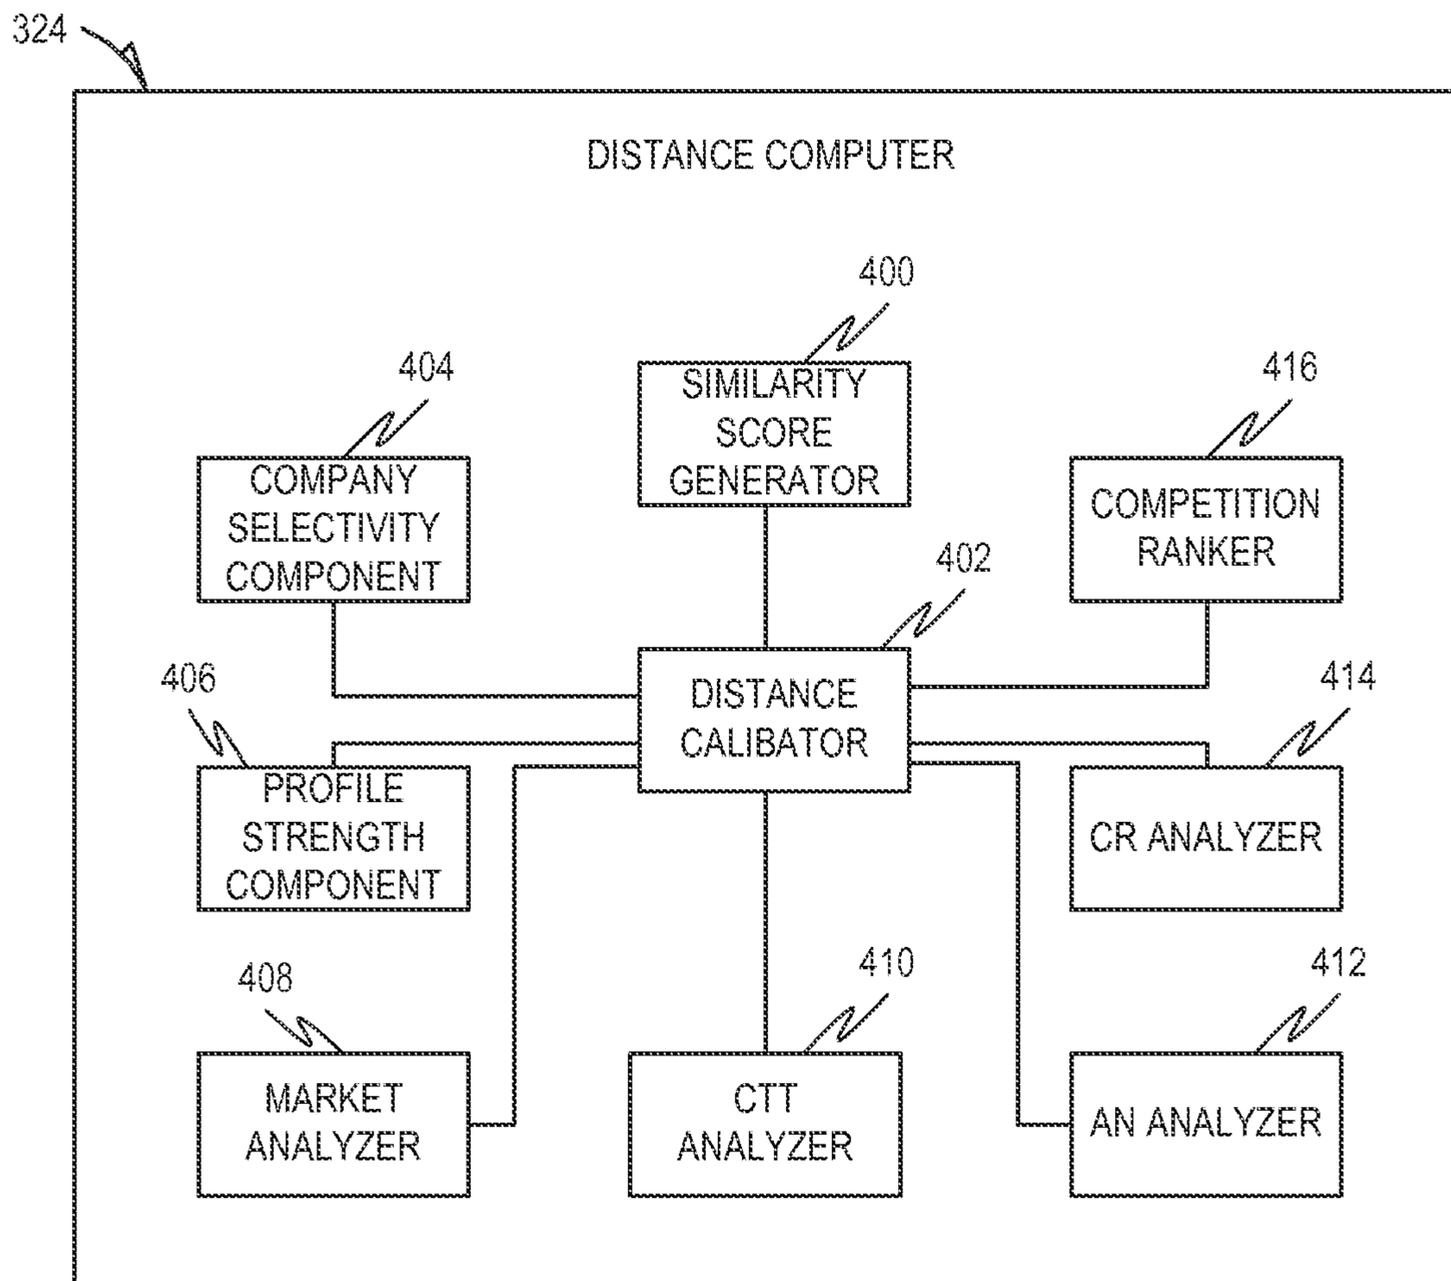 324
DISTANCE COMPUTER
400
SIMILARITY
SCORE
GENERATOR
404
COMPANY
SELECTIVITY
COMPONENT
416
COMPETITION
RANKER
402
DISTANCE
CALIBATOR
406
PROFILE
STRENGTH
COMPONENT
414
CR ANALYZER
408
MARKET
ANALYZER
410
CTT
ANALYZER
412
AN ANALYZER